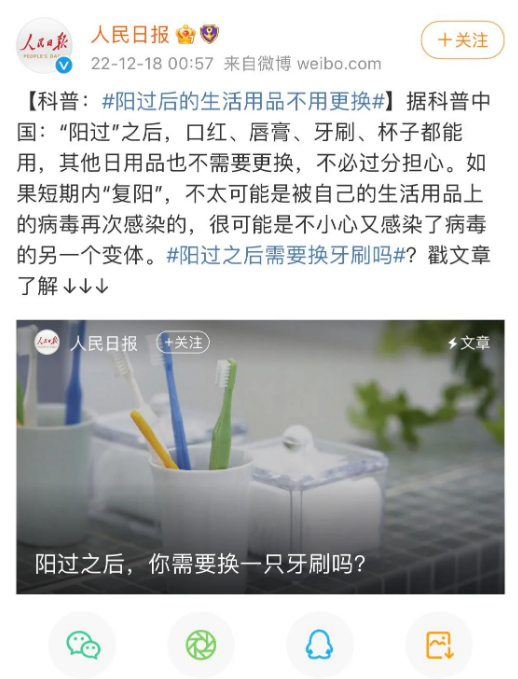 人民日报
PEOPLE'S DAILY
人民日报
+关注
22-12-18 00:57 来自微博 weibo.com
【科普：#阳过后的生活用品不用更换#】据科普中
国：“阳过”之后，口红、唇膏、牙刷、杯子都能
用，其他日用品也不需要更换，不必过分担心。如
果短期内“复阳”，不太可能是被自己的生活用品上
的病毒再次感染的，很可能是不小心又感染了病毒
的另一个变体。#阳过之后需要换牙刷吗#？戳文章
了解↓↓↓
人民日报
人民日报
+关注
文章
阳过之后，你需要换一只牙刷吗？